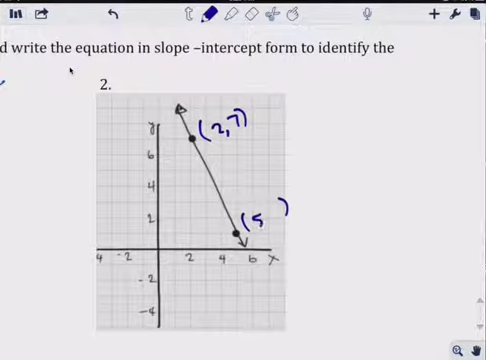 d write the equation in slope –intercept form to identify the
2.
y
(2,7)
6
4
2
(5 )
4 -2 2 4 6 x
-2
-4